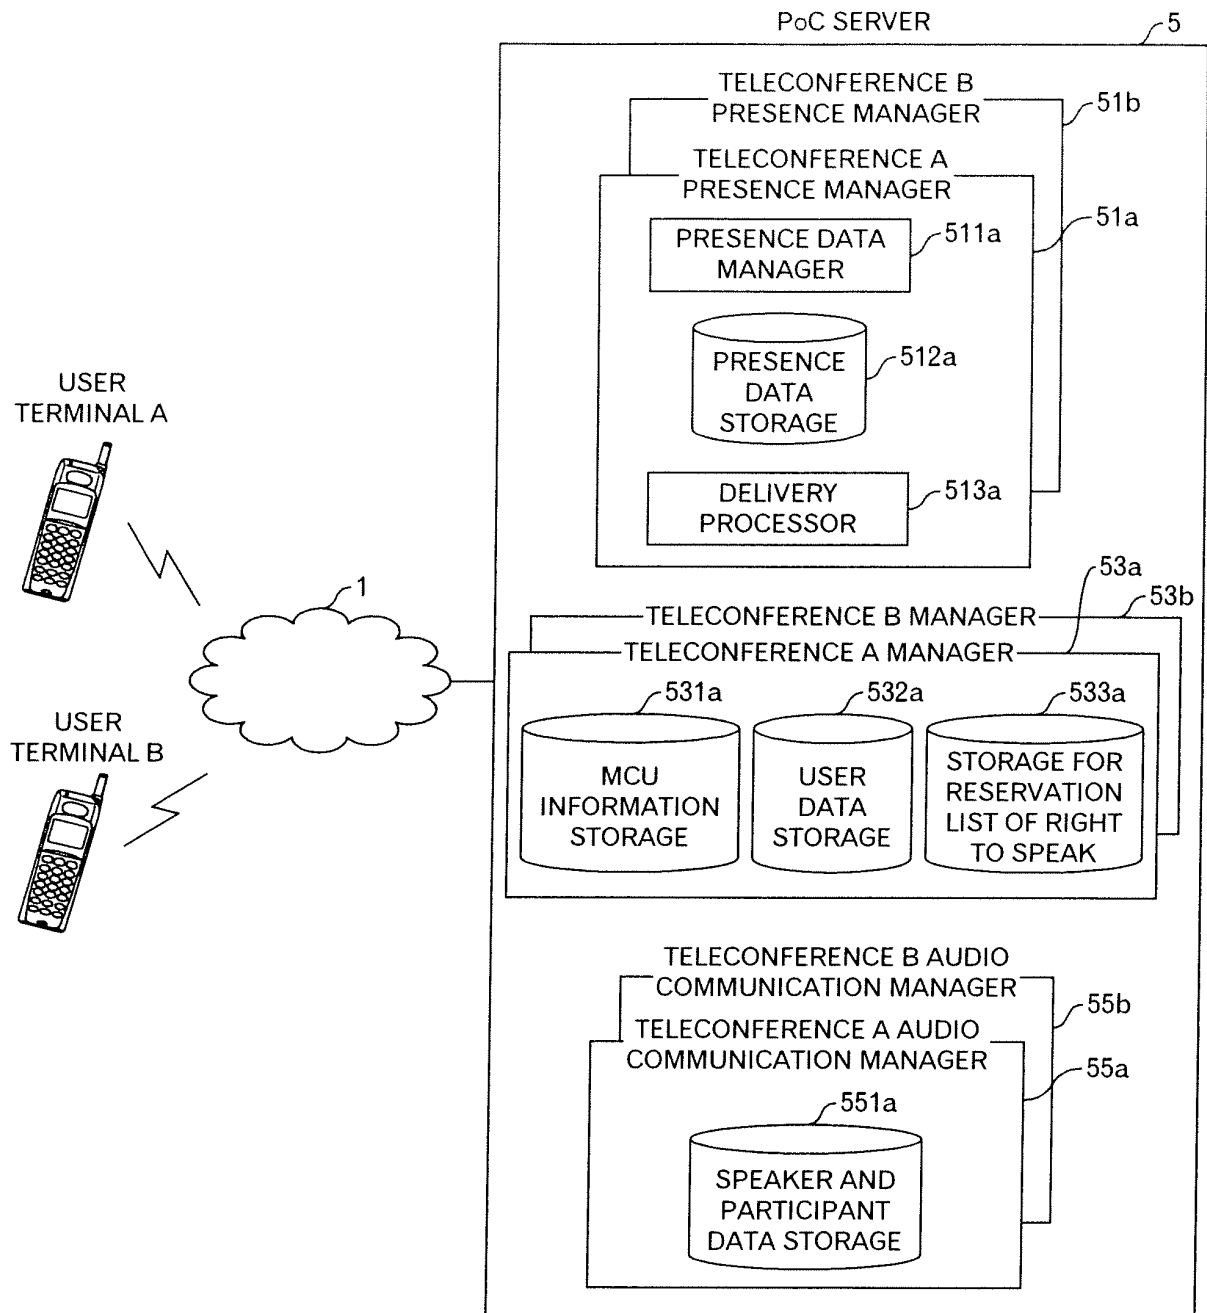 PoC SERVER
5
TELECONFERENCE B
PRESENCE MANAGER
51b
TELECONFERENCE A
PRESENCE MANAGER
51a
PRESENCE DATA
MANAGER
511a
PRESENCE
DATA
STORAGE
512a
DELIVERY
PROCESSOR
513a
USER
TERMINAL A
1
USER
TERMINAL B
53a
TELECONFERENCE B MANAGER
53b
TELECONFERENCE A MANAGER
531a
532a
533a
MCU
INFORMATION
STORAGE
USER
DATA
STORAGE
STORAGE FOR
RESERVATION
LIST OF RIGHT
TO SPEAK
TELECONFERENCE B AUDIO
COMMUNICATION MANAGER
55b
TELECONFERENCE A AUDIO
COMMUNICATION MANAGER
55a
551a
SPEAKER AND
PARTICIPANT
DATA STORAGE